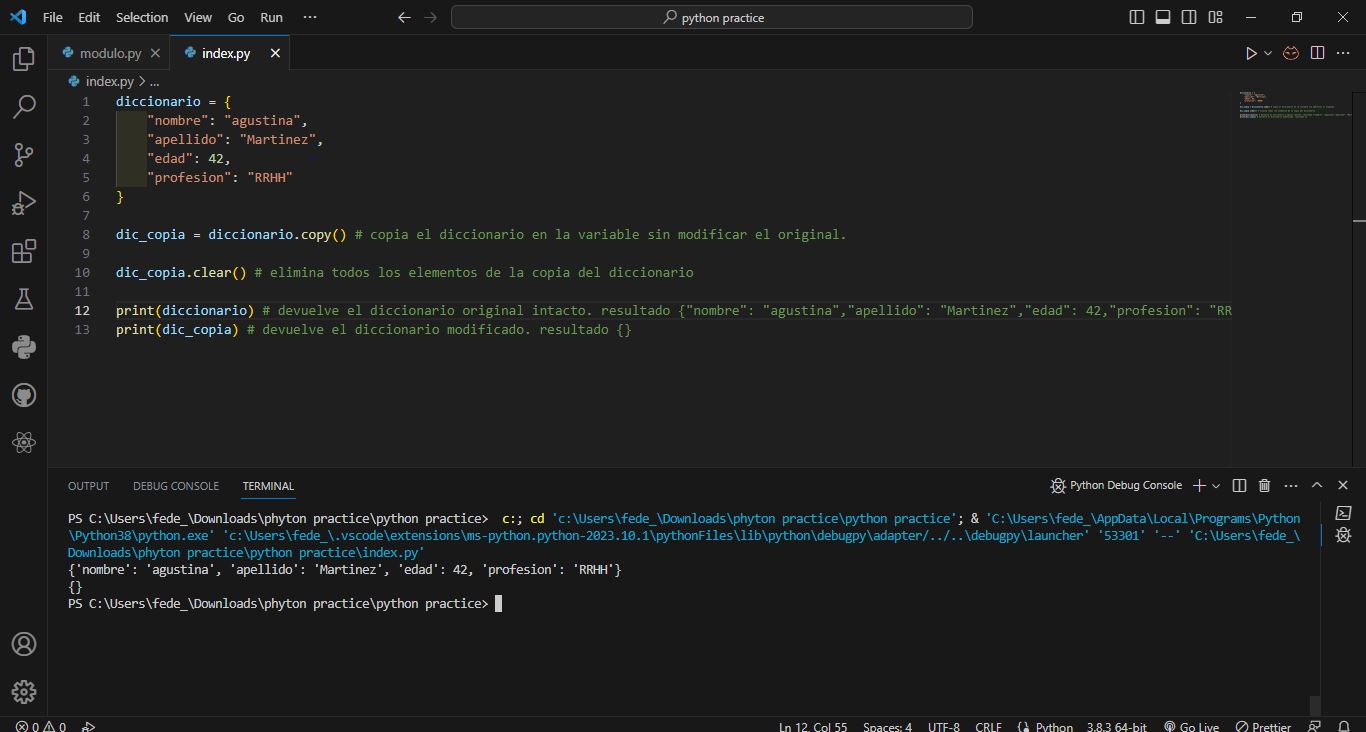 File Edit Selection View Go Run ··· python practice
modulo.py index.py
index.py > ...
1 diccionario = {
2 "nombre": "agustina",
3 "apellido": "Martinez",
4 "edad": 42,
5 "profesion": "RRHH"
6 }
7
8 dic_copia = diccionario.copy() # copia el diccionario en la variable sin modificar el original.
9
10 dic_copia.clear() # elimina todos los elementos de la copia del diccionario
11
12 print(diccionario) # devuelve el diccionario original intacto. resultado {"nombre": "agustina","apellido": "Martinez","edad": 42,"profesion": "RR
13 print(dic_copia) # devuelve el diccionario modificado. resultado {}
OUTPUT DEBUG CONSOLE TERMINAL Python Debug Console
PS C:\Users\fede_\Downloads\phyton practice\python practice> c:; cd 'c:\Users\fede_\Downloads\phyton practice\python practice'; & 'C:\Users\fede_\AppData\Local\Programs\Python
\Python38\python.exe' 'c:\Users\fede_\.vscode\extensions\ms-python.python-2023.10.1\pythonFiles\lib\python\debugpy\adapter/../..\debugpy\launcher' '53301' '--' 'C:\Users\fede_\
Downloads\phyton practice\python practice\index.py'
{'nombre': 'agustina', 'apellido': 'Martinez', 'edad': 42, 'profesion': 'RRHH'}
{}
PS C:\Users\fede_\Downloads\phyton practice\python practice>
0 0 Ln 12, Col 55 Spaces: 4 UTF-8 CRLF Python 3.8.3 64-bit Go Live Prettier